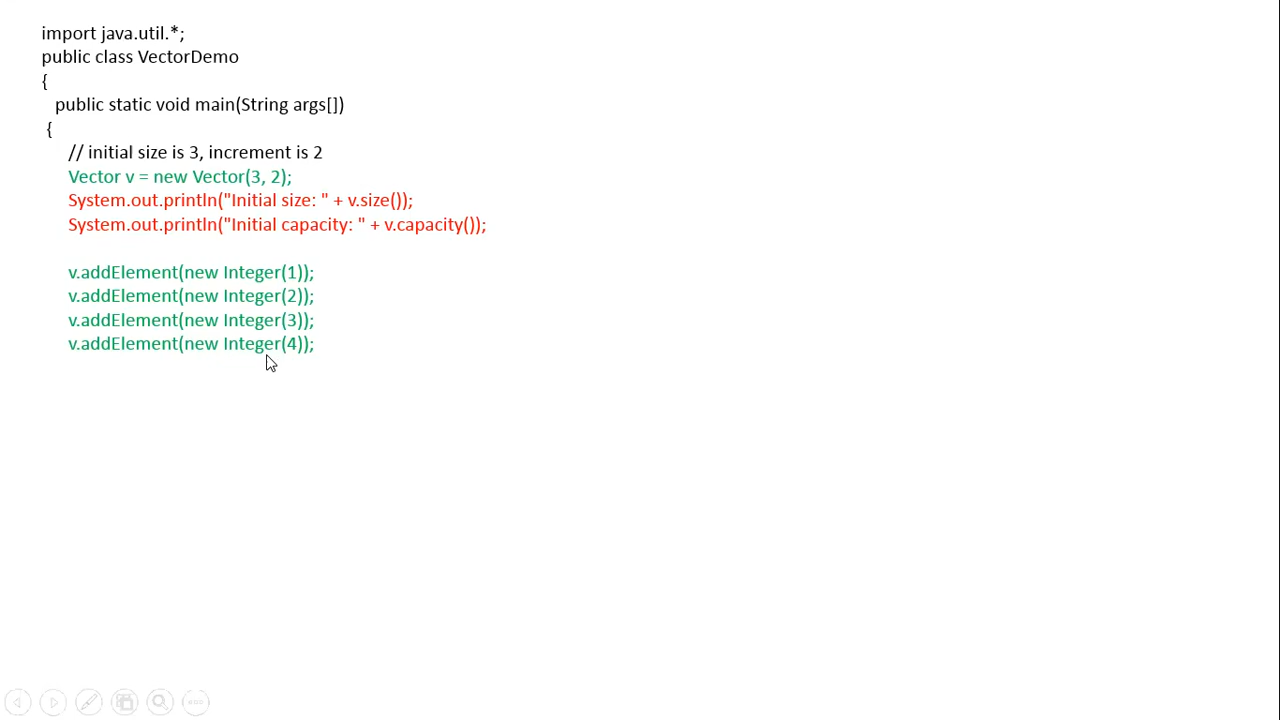 import java.util.*;
public class VectorDemo
{
public static void main(String args[])
{
// initial size is 3, increment is 2
Vector v = new Vector(3, 2);
System.out.println("Initial size: " + v.size());
System.out.println("Initial capacity: " + v.capacity());
v.addElement(new Integer(1));
v.addElement(new Integer(2));
v.addElement(new Integer(3));
v.addElement(new Integer(4));